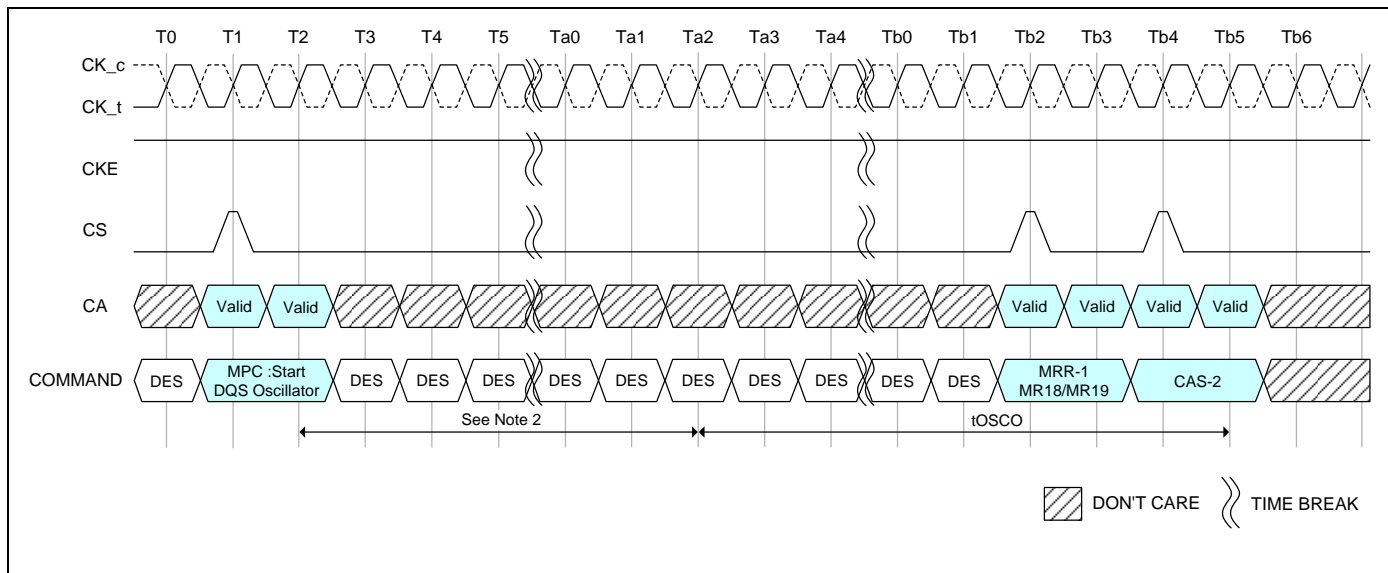 T0 T1 T2 T3 T4 T5 Ta0 Ta1 Ta2 Ta3 Ta4 Tb0 Tb1 Tb2 Tb3 Tb4 Tb5 Tb6
CK_c
CK_t
CKE
CS
CA Valid Valid Valid Valid Valid Valid
COMMAND DES MPC :Start DES DES DES DES DES DES DES DES DES DES MRR-1 CAS-2
DQS Oscillator MR18/MR19
See Note 2 tOSCO
DON'T CARE TIME BREAK